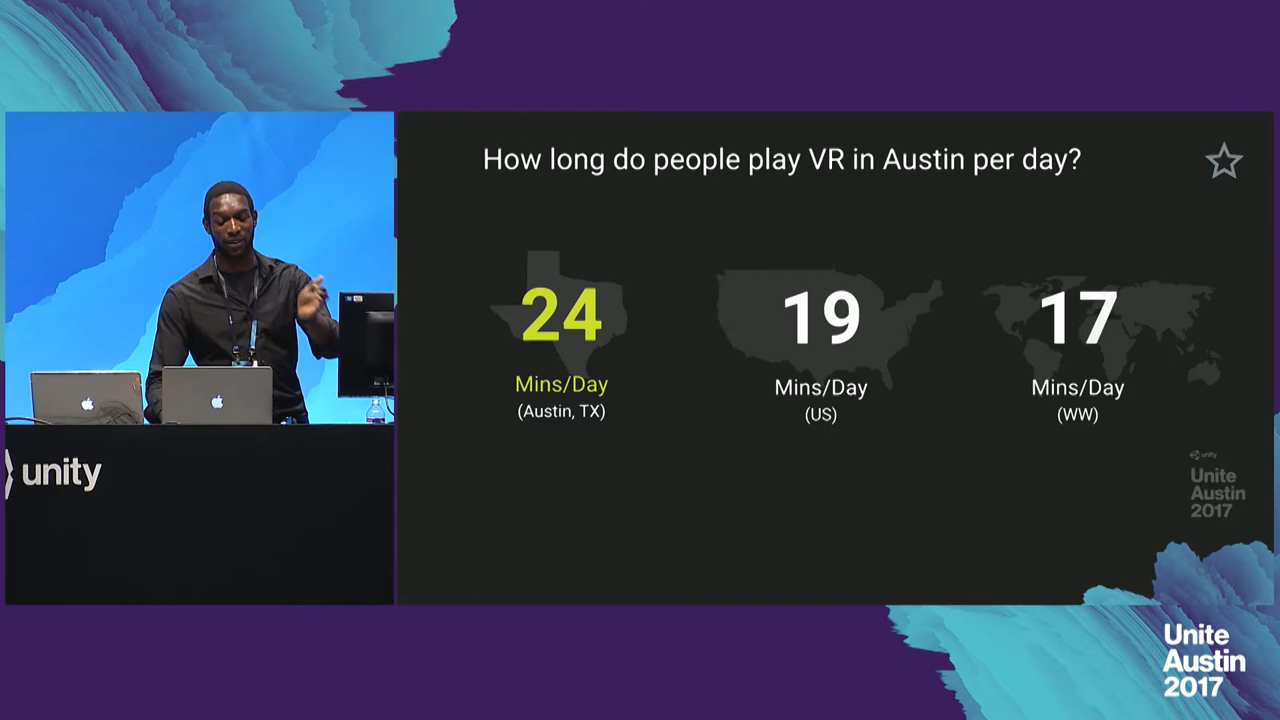 How long do people play VR in Austin per day?
24
Mins/Day
(Austin, TX)
19
Mins/Day
(US)
17
Mins/Day
(WW)
unity
unity
Unite
Austin
2017
Unite
Austin
2017